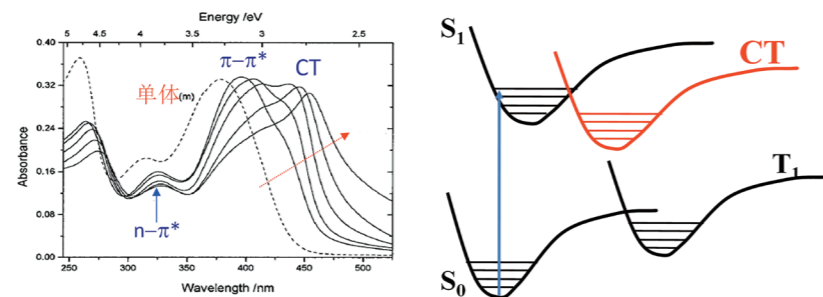 Energy /eV
5 4.5 4 3.5 3 2.5
0.40
0.32
0.24
0.16
0.08
0.00
Absorbance
单体(m)
π-π*
CT
n-π*
250 300 350 400 450 500
Wavelength /nm
S1
CT
T1
S0